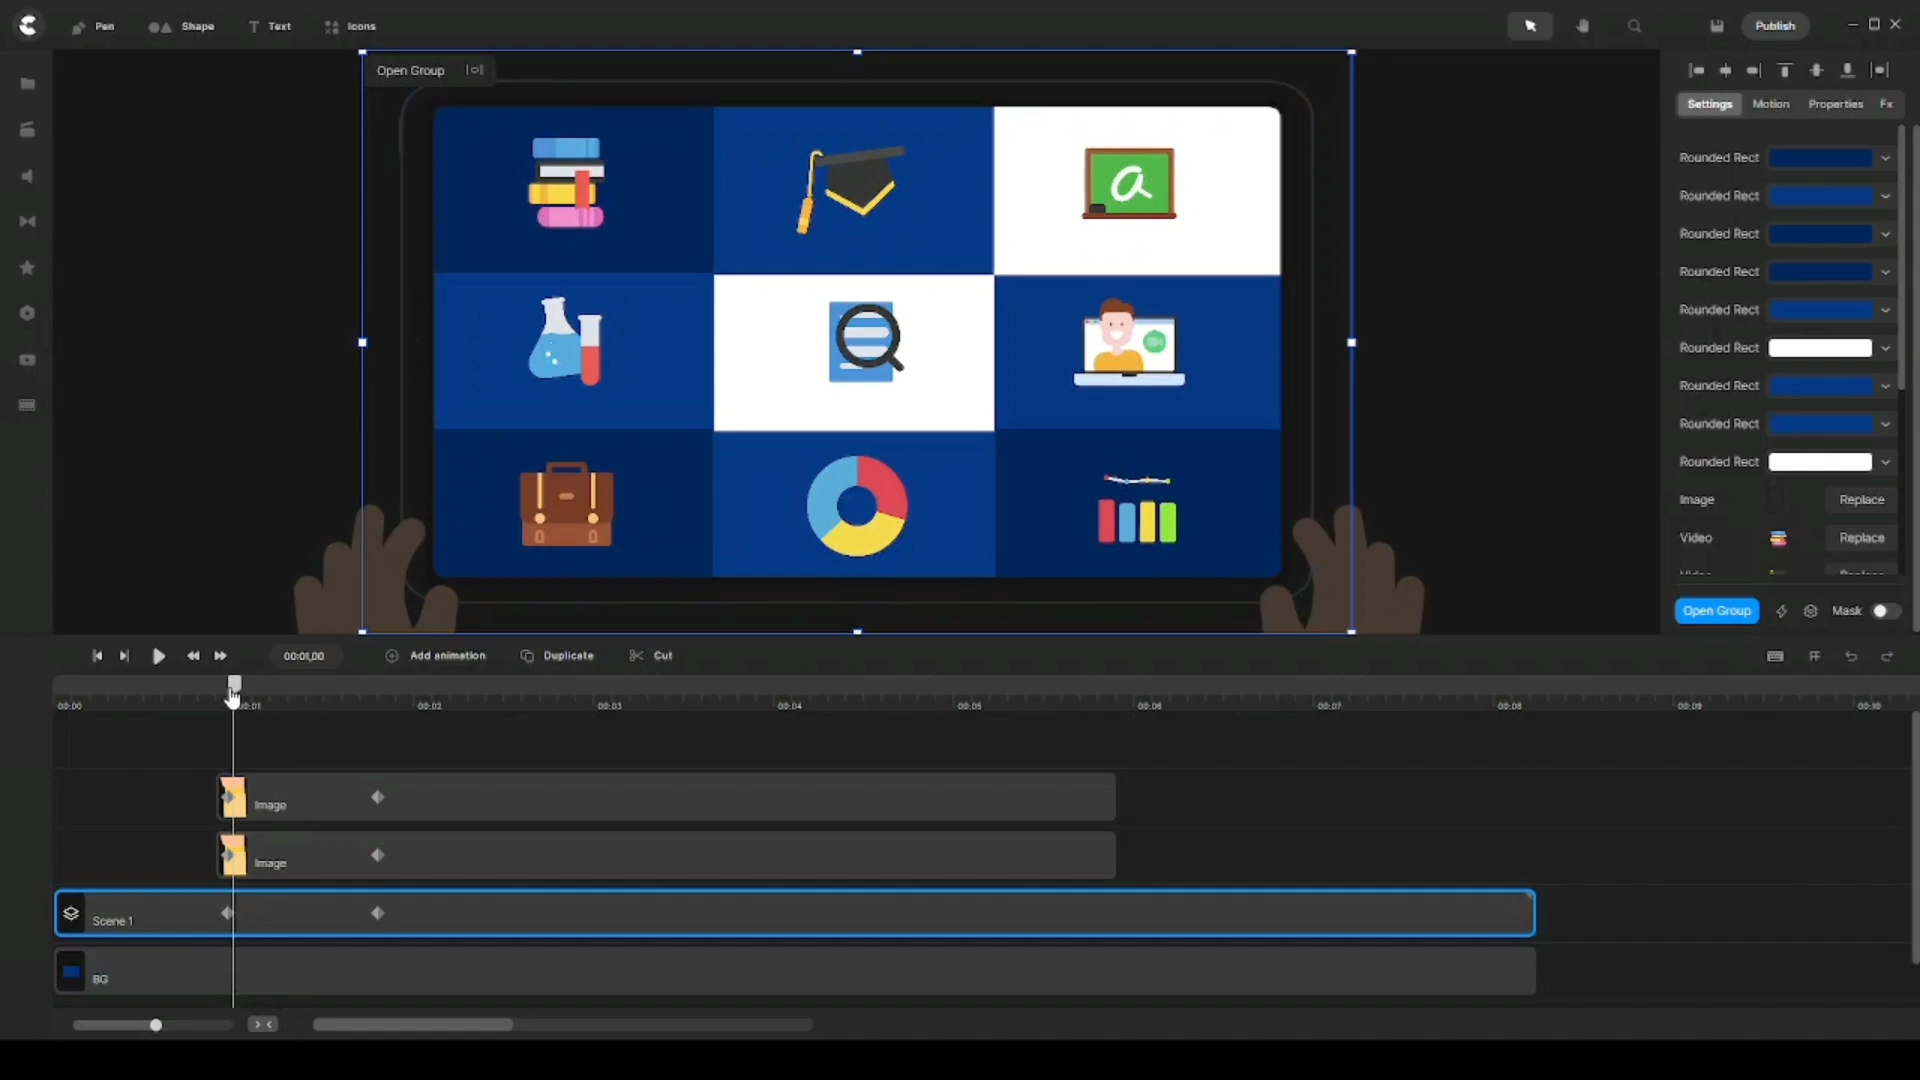 Pen Shape Text Icons Publish
Open Group
Settings Motion Properties Fx
Rounded Rect
Rounded Rect
Rounded Rect
Rounded Rect
Rounded Rect
Rounded Rect
Rounded Rect
Rounded Rect
Rounded Rect
Image Replace
Video Replace
Open Group Mask
a
00:01,00 Add animation Duplicate Cut
00:00 00:01 00:02 00:03 00:04 00:05 00:06 00:07 00:08 00:09 00:10
Image
Image
Scene 1
BG